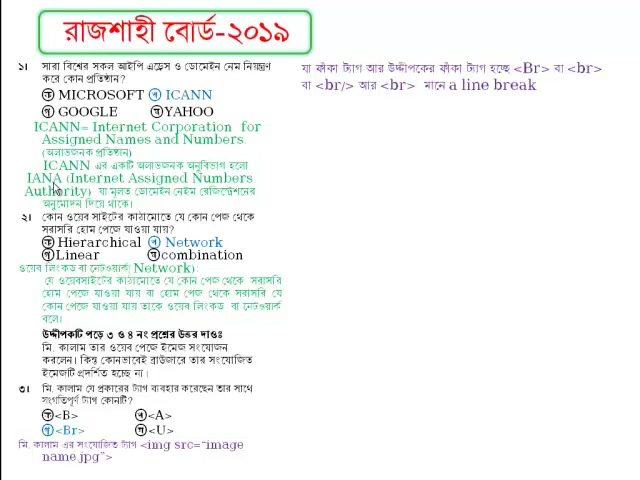 রাজশাহী বোর্ড-২০১৯
১। সারা বিশ্বের সকল আইপি এড্রেস ও ডোমেইন নেম নিয়ন্ত্রণ
করে কোন প্রতিষ্ঠান?
ক MICROSOFT খ ICANN
গ GOOGLE ঘ YAHOO
ICANN= Internet Corporation for
Assigned Names and Numbers.
(অলাভজনক প্রতিষ্ঠান)
ICANN এর একটি অলাভজনক অনুবিভাগ হলো
IANA (Internet Assigned Numbers
Authority) যা মূলত ডোমেইন নেইম রেজিস্ট্রেশনের
অনুমোদন দিয়ে থাকে।
২। কোন ওয়েব সাইটের কাঠামোতে যে কোন পেজ থেকে
সরাসরি হোম পেজে যাওয়া যায়?
ক Hierarchical খ Network
গ Linear ঘ combination
ওয়েব লিংকড বা নেটওয়ার্ক( Network):
যে ওয়েবসাইটের কাঠামোতে যে কোন পেজ থেকে সরাসরি
হোম পেজে যাওয়া যায় বা হোম পেজ থেকে সরাসরি যে
কোন পেজে যাওয়া যায় তাকে ওয়েব লিংকড বা নেটওয়ার্ক
বলে।
উদ্দীপকটি পড়ে ৩ ও ৪ নং প্রশ্নের উত্তর দাওঃ
মি. কালাম তার ওয়েব পেজে ইমেজ সংযোজন
করলেন। কিন্তু কোনভাবেই ব্রাউজারে তার সংযোজিত
ইমেজটি প্রদর্শিত হচ্ছে না।
৩। মি. কালাম যে প্রকারের ট্যাগ ব্যবহার করেছেন তার সাথে
সংগতিপূর্ণ ট্যাগ কোনটি?
ক <B> খ <A>
গ <Br> ঘ <U>
মি. কালাম এর সংযোজিত ট্যাগ <img src="image
name.jpg">
যা ফাঁকা ট্যাগ আর উদ্দীপকের ফাঁকা ট্যাগ হচ্ছে <Br> বা <br>
বা <br/> আর <br> মানে a line break